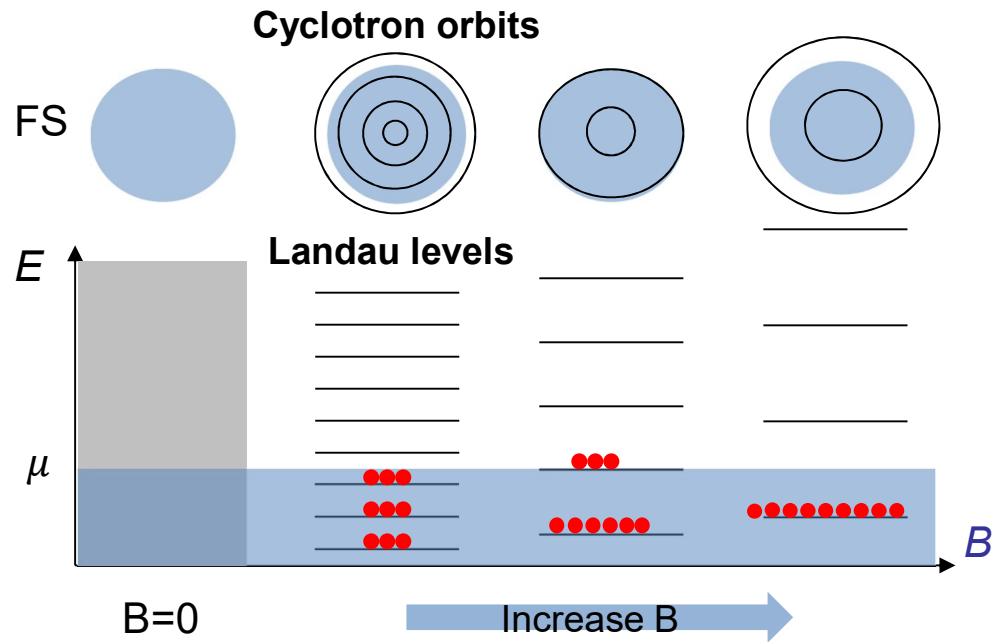 Cyclotron orbits
FS
Landau levels
E
μ
B
B=0
Increase B